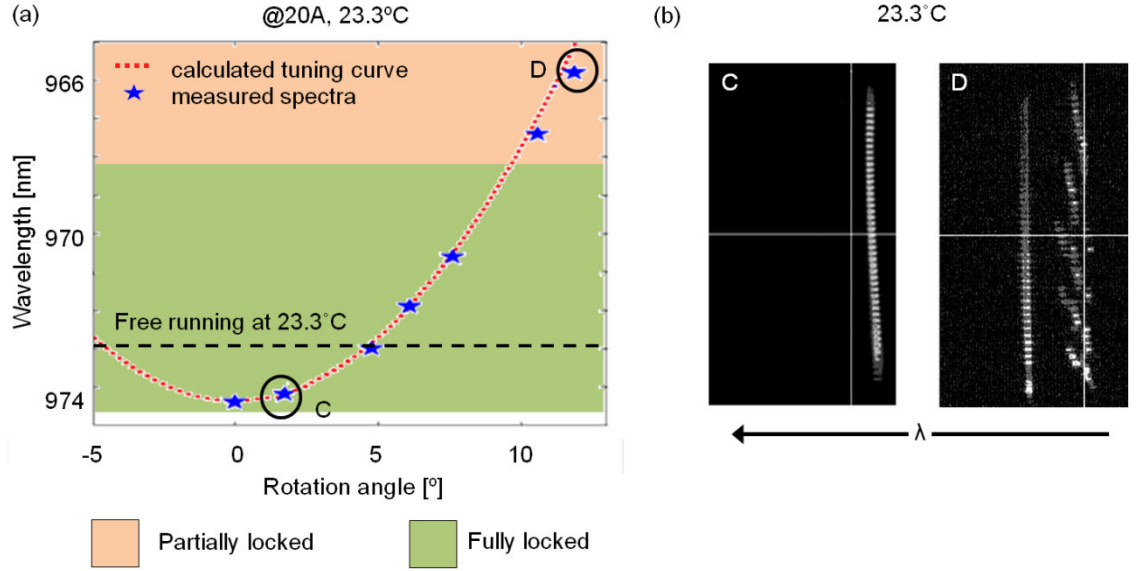 (a)
@20A, 23.3ºC
calculated tuning curve
measured spectra
D
966
970
974
Wavelength [nm]
Free running at 23.3˚C
C
-5
0
5
10
Rotation angle [º]
Partially locked
Fully locked
(b)
23.3˚C
C
D
λ